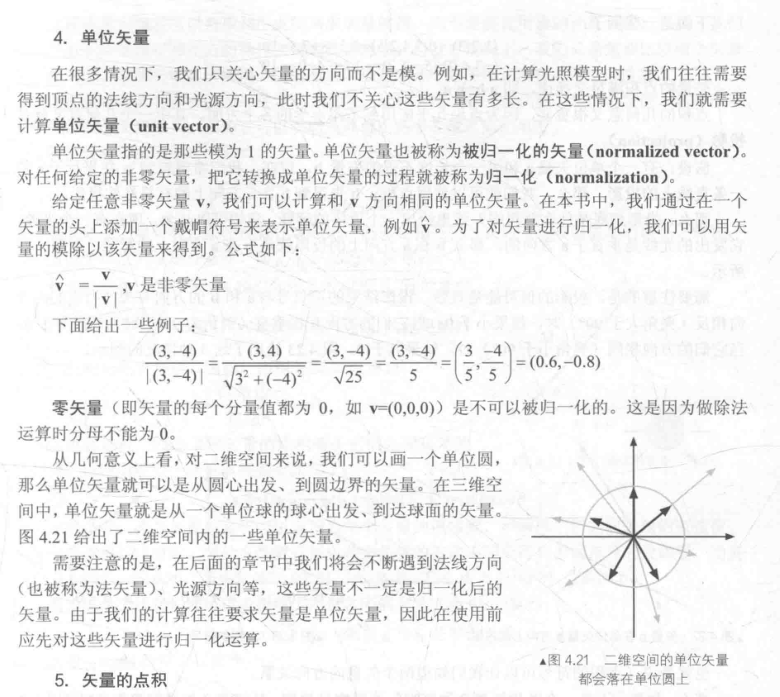 4. 单位矢量
在很多情况下，我们只关心矢量的方向而不是模。例如，在计算光照模型时，我们往往需要
得到顶点的法线方向和光源方向，此时我们不关心这些矢量有多长。在这些情况下，我们就需要
计算单位矢量（unit vector）。
单位矢量指的是那些模为 1 的矢量。单位矢量也被称为被归一化的矢量（normalized vector）。
对任何给定的非零矢量，把它转换成单位矢量的过程就被称为归一化（normalization）。
给定任意非零矢量 v，我们可以计算和 v 方向相同的单位矢量。在本书中，我们通过在一个
矢量的头上添加一个戴帽符号来表示单位矢量，例如 v̂。为了对矢量进行归一化，我们可以用矢
量的模除以该矢量来得到。公式如下：
v̂ = v/|v| ,v 是非零矢量
下面给出一些例子：
(3,−4)/|(3,−4)| = (3,4)/√(3²+(−4)²) = (3,−4)/√25 = (3,−4)/5 = (3/5, −4/5) = (0.6,−0.8)
零矢量（即矢量的每个分量值都为 0，如 v=(0,0,0)）是不可以被归一化的。这是因为做除法
运算时分母不能为 0。
从几何意义上看，对二维空间来说，我们可以画一个单位圆，
那么单位矢量就可以是从圆心出发、到圆边界的矢量。在三维空
间中，单位矢量就是从一个单位球的球心出发、到达球面的矢量。
图 4.21 给出了二维空间内的一些单位矢量。
需要注意的是，在后面的章节中我们将会不断遇到法线方向
（也被称为法矢量）、光源方向等，这些矢量不一定是归一化后的
矢量。由于我们的计算往往要求矢量是单位矢量，因此在使用前
应先对这些矢量进行归一化运算。
▲图 4.21 二维空间的单位矢量
都会落在单位圆上
5. 矢量的点积